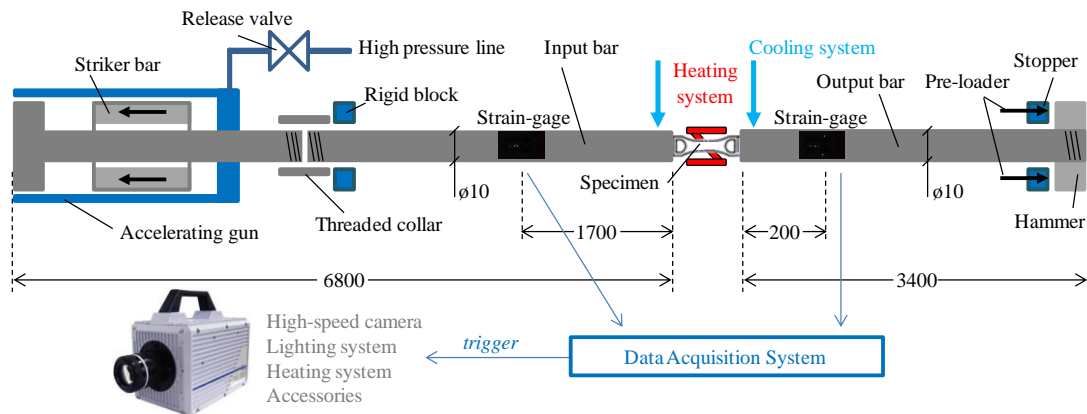 Release valve
High pressure line
Striker bar
Rigid block
Input bar
Cooling system
Heating
system
Output bar
Pre-loader
Stopper
Strain-gage
Strain-gage
Specimen
ø10
ø10
Accelerating gun
Threaded collar
Hammer
1700
200
6800
3400
High-speed camera
Lighting system
Heating system
Accessories
trigger
Data Acquisition System